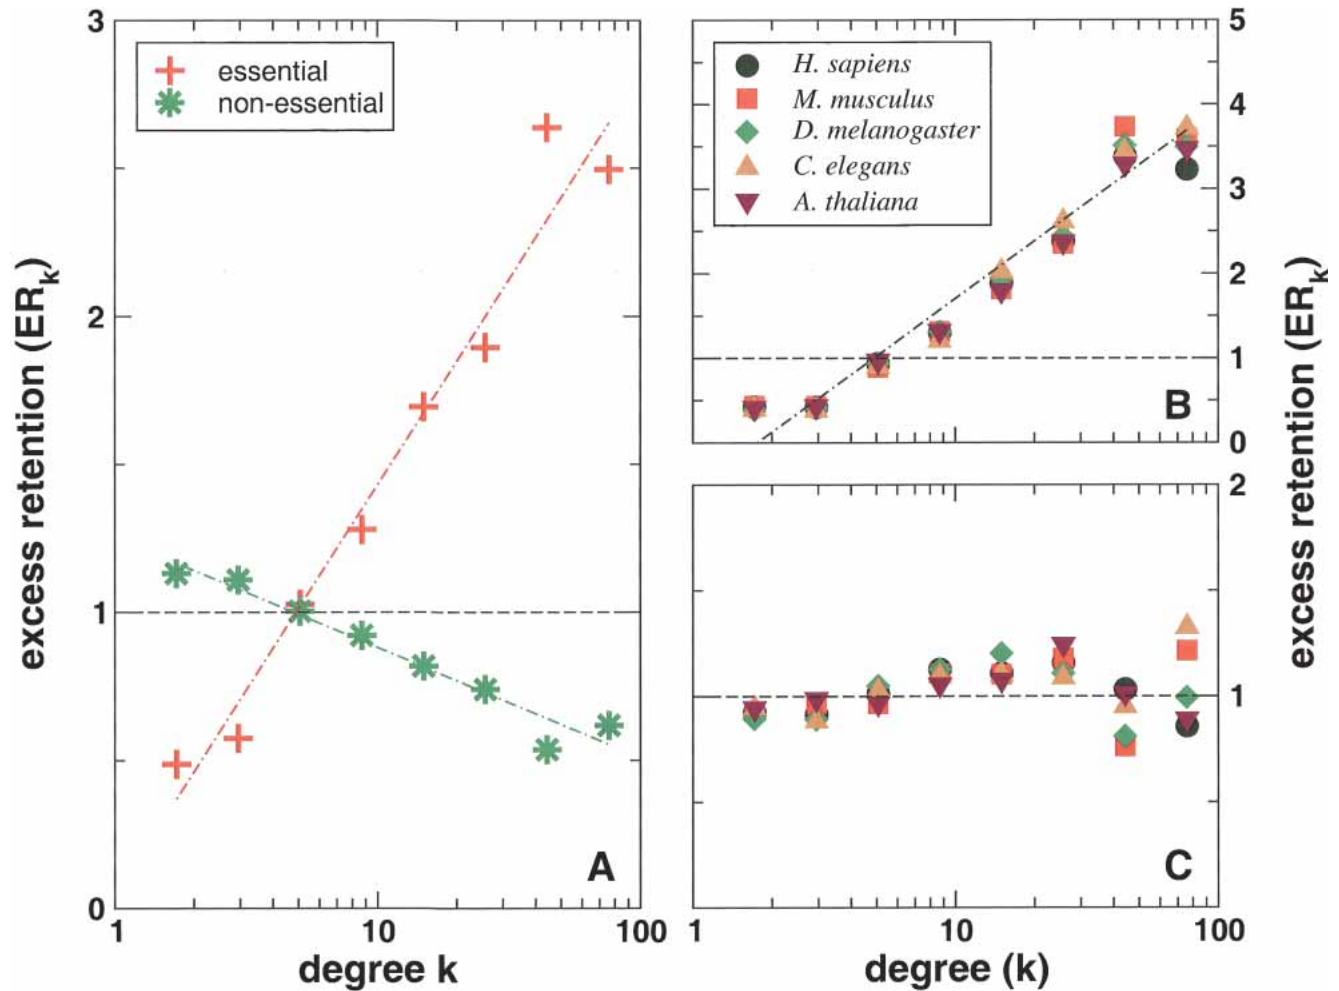 3
2
1
0
excess retention (ER_k)
essential
non-essential
A
1
10
100
degree k
H. sapiens
M. musculus
D. melanogaster
C. elegans
A. thaliana
B
5
4
3
2
1
0
excess retention (ER_k)
C
2
1
0
1
10
100
degree (k)